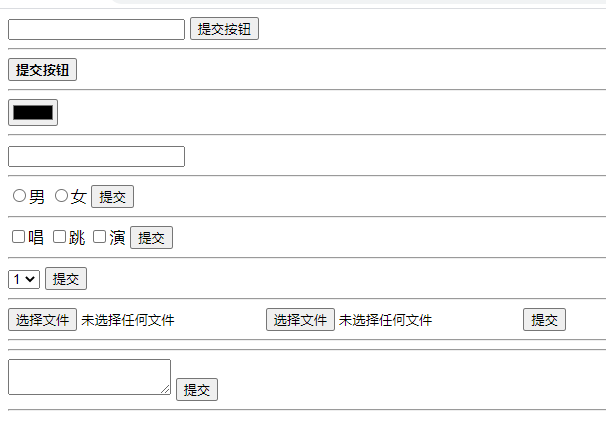 提交按钮
提交按钮
男 女 提交
唱 跳 演 提交
1 提交
选择文件 未选择任何文件 选择文件 未选择任何文件 提交
提交